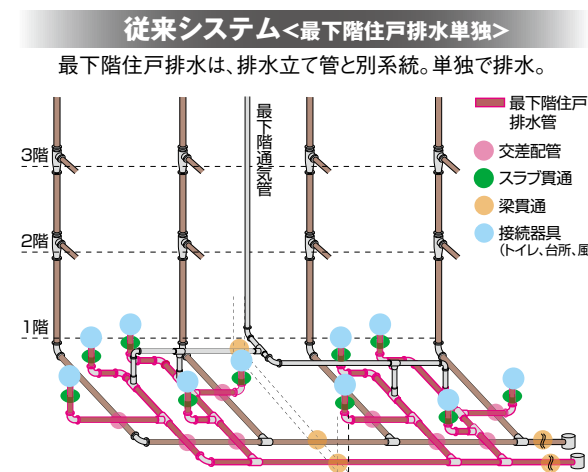 従来システム<最下階住戸排水単独>
最下階住戸排水は、排水立て管と別系統。単独で排水。
最下階通気管
3階
2階
1階
最下階住戸
排水管
交差配管
スラブ貫通
梁貫通
接続器具
(トイレ、台所、風